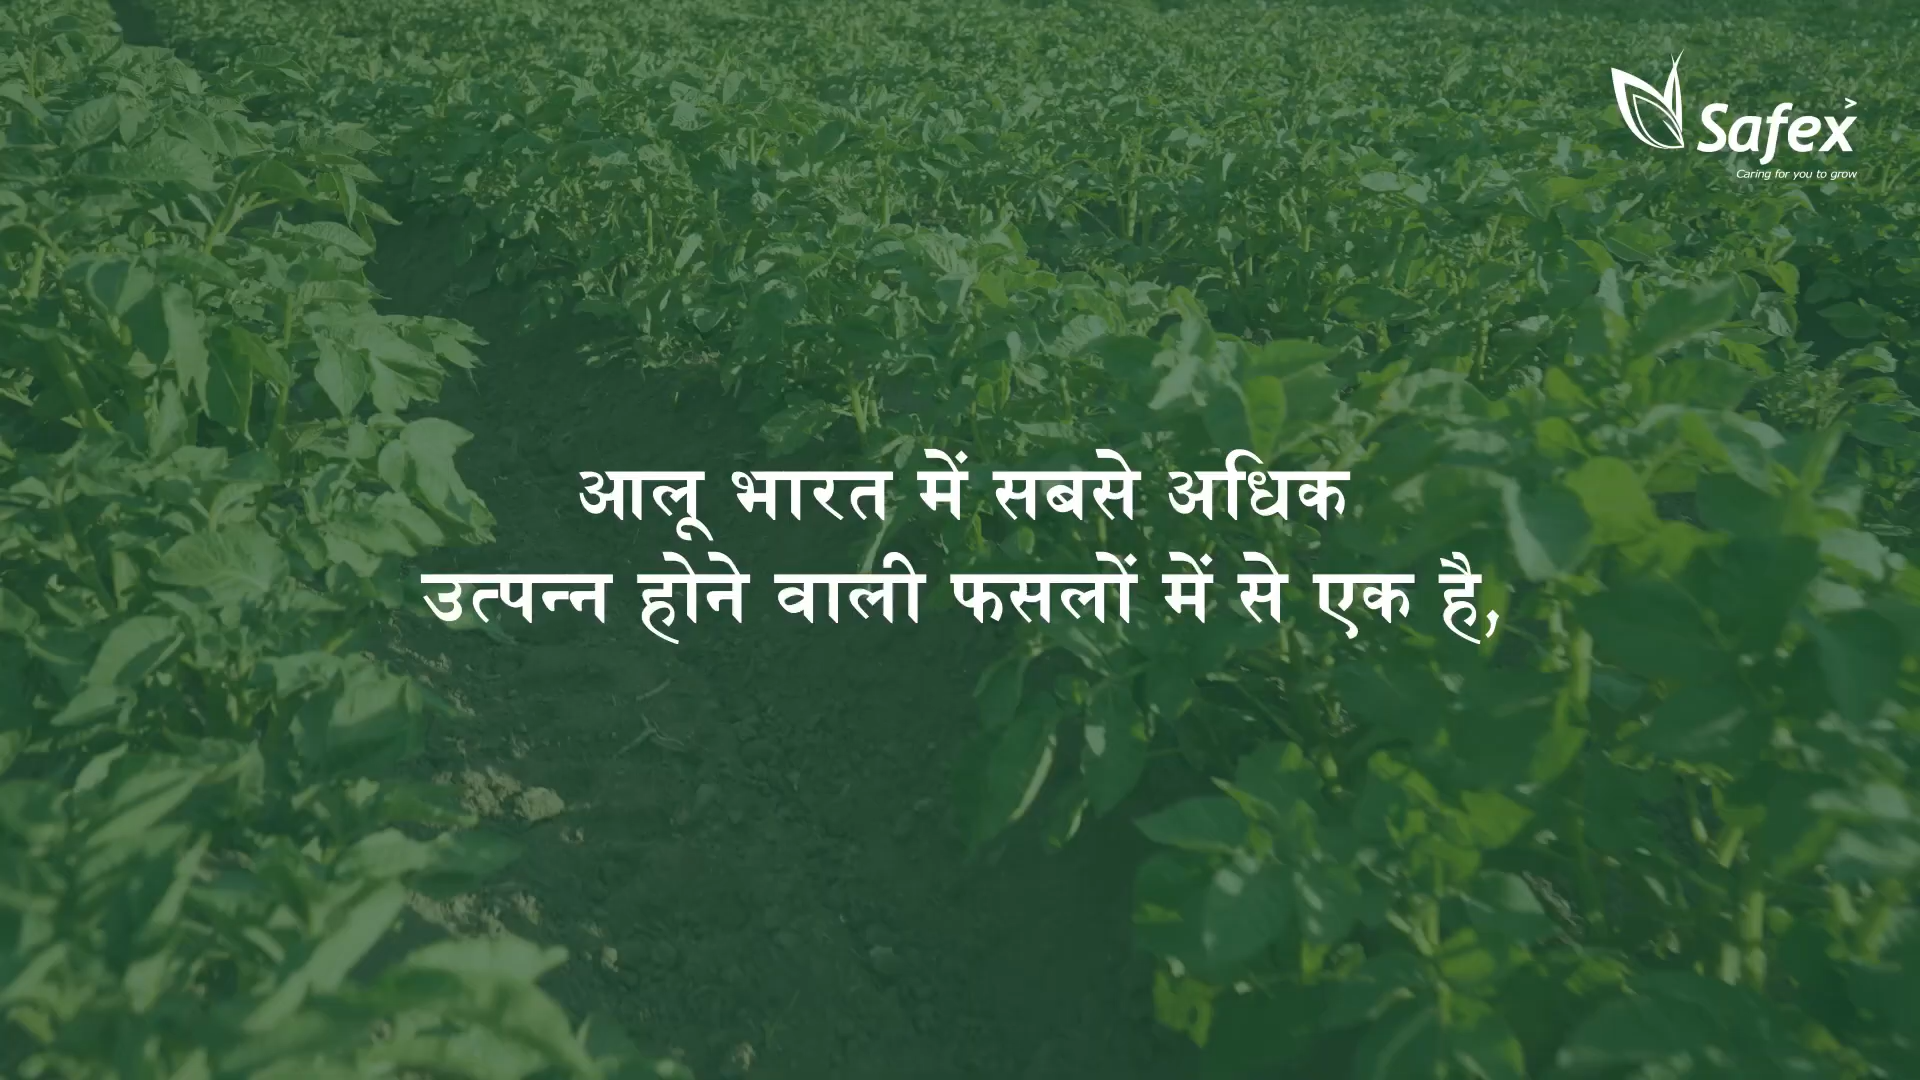 Safex
Caring for you to grow
आलू भारत में सबसे अधिक
उत्पन्न होने वाली फसलों में से एक है,